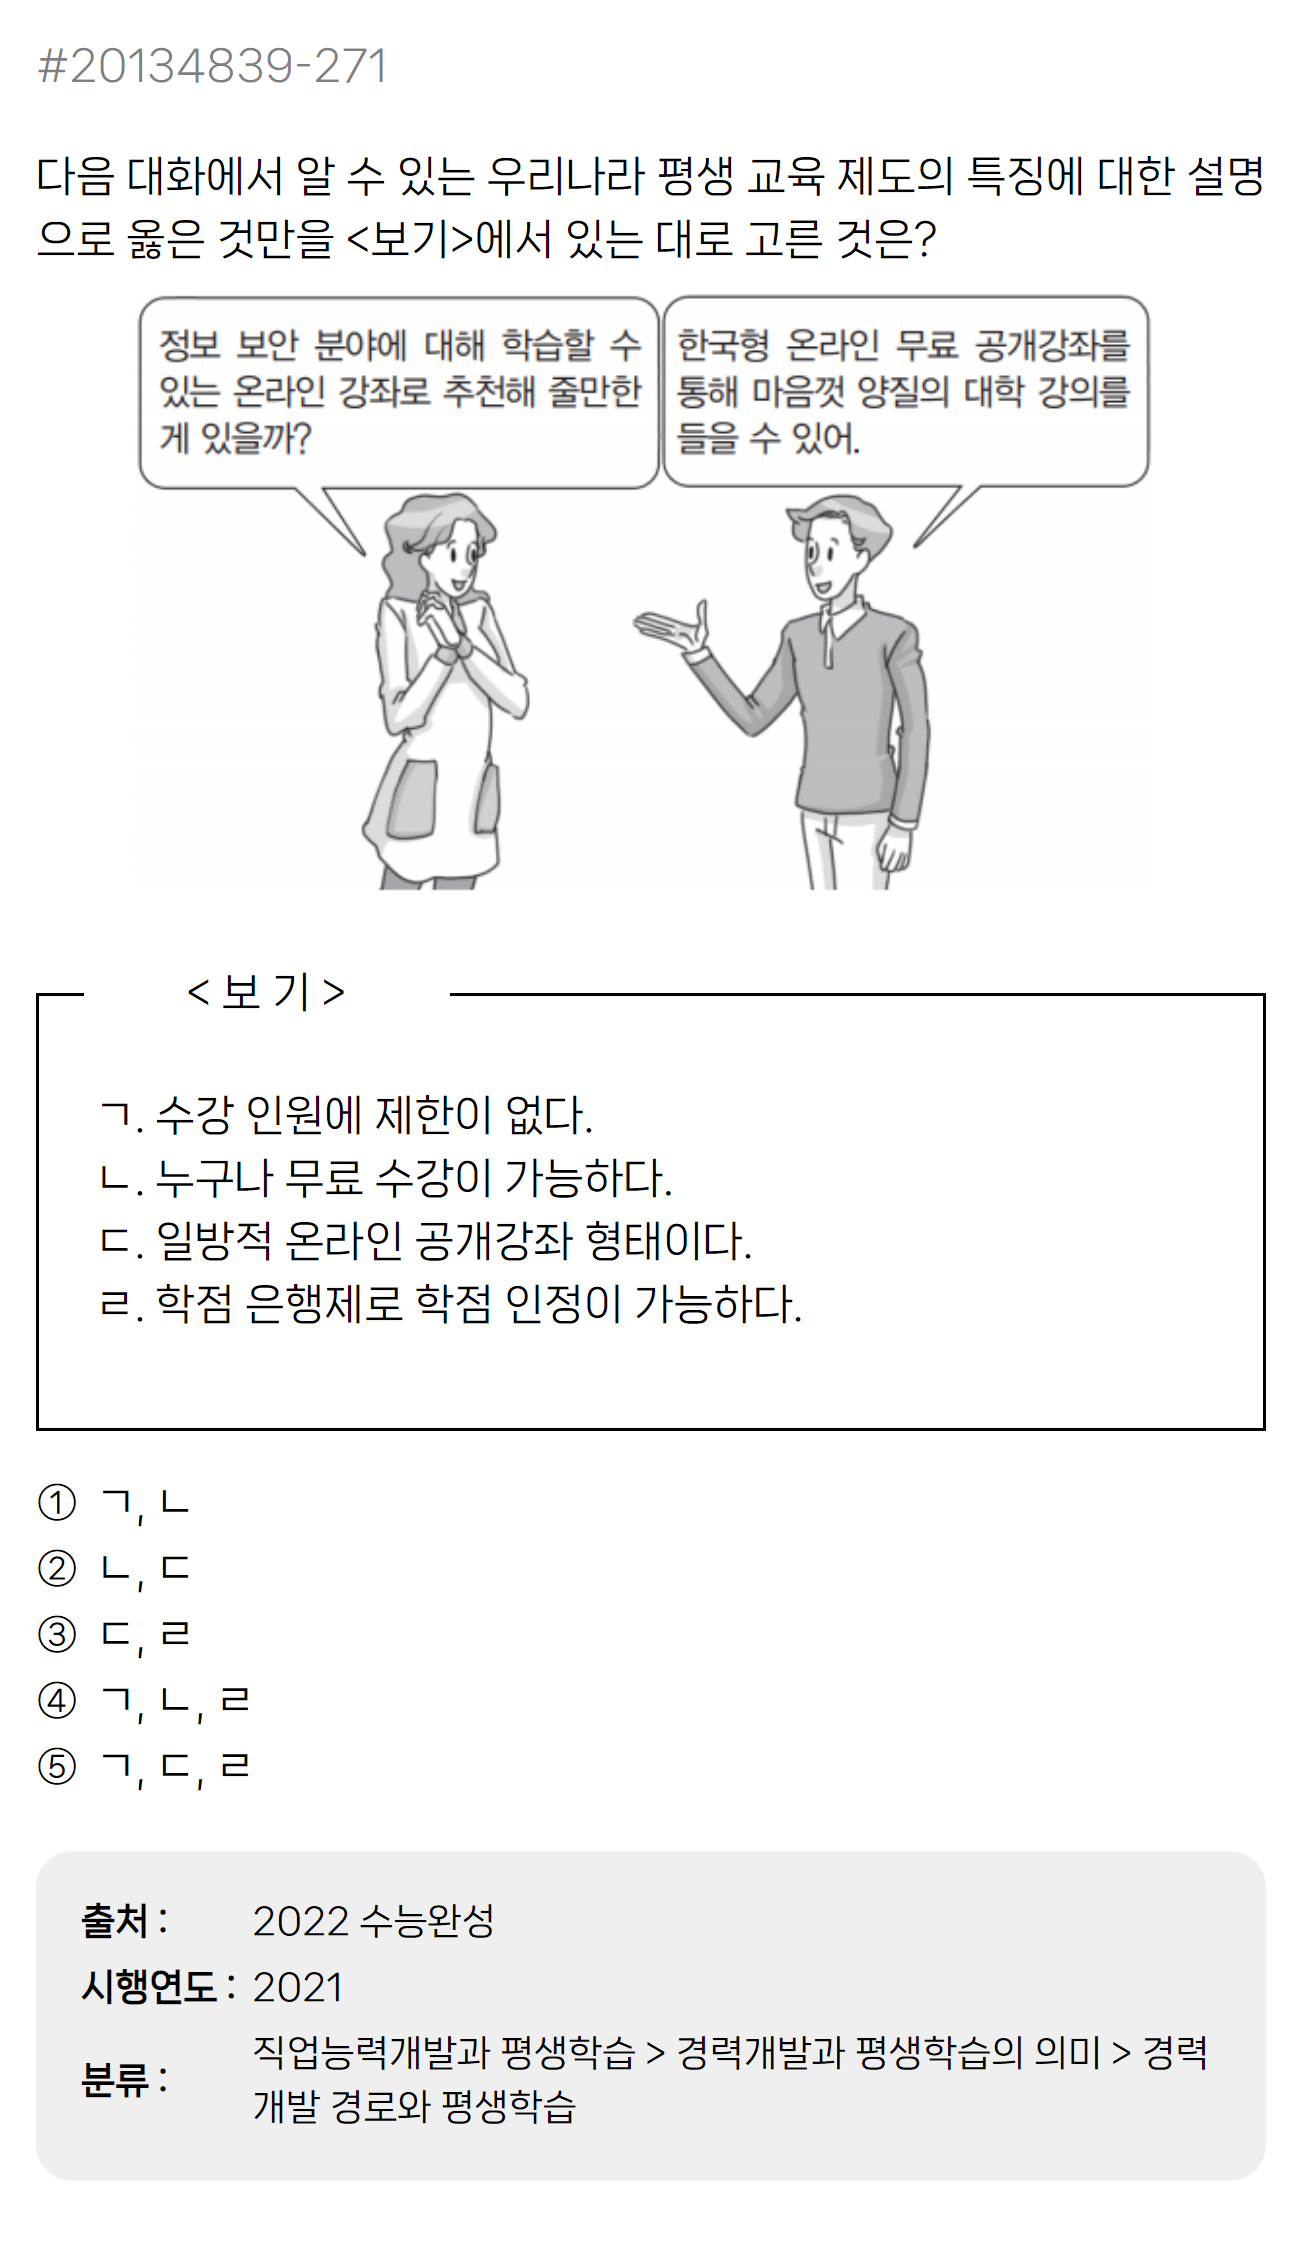 #20134839-271
다음 대화에서 알 수 있는 우리나라 평생 교육 제도의 특징에 대한 설명
으로 옳은 것만을 <보기>에서 있는 대로 고른 것은?
정보 보안 분야에 대해 학습할 수
있는 온라인 강좌로 추천해 줄만한
게 있을까?
한국형 온라인 무료 공개강좌를
통해 마음껏 양질의 대학 강의를
들을 수 있어.
< 보 기 >
ㄱ. 수강 인원에 제한이 없다.
ㄴ. 누구나 무료 수강이 가능하다.
ㄷ. 일방적 온라인 공개강좌 형태이다.
ㄹ. 학점 은행제로 학점 인정이 가능하다.
① ㄱ, ㄴ
② ㄴ, ㄷ
③ ㄷ, ㄹ
④ ㄱ, ㄴ, ㄹ
⑤ ㄱ, ㄷ, ㄹ
출처 : 2022 수능완성
시행연도 : 2021
분류 : 직업능력개발과 평생학습 > 경력개발과 평생학습의 의미 > 경력
개발 경로와 평생학습